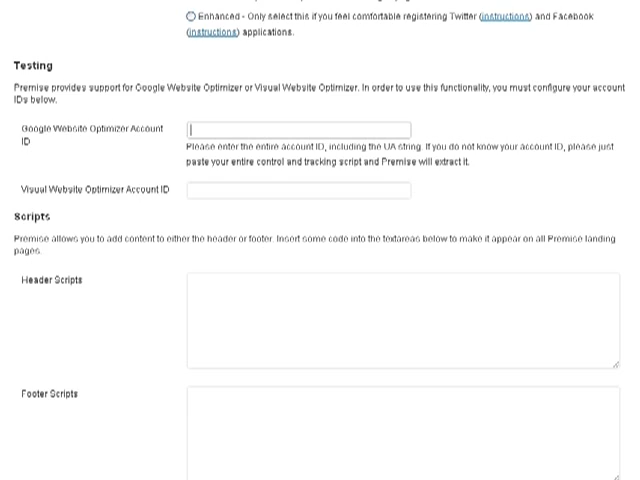 Enhanced - Only select this if you feel comfortable registering Twitter (instructions) and Facebook
(instructions) applications.
Testing
Premise provides support for Google Website Optimizer or Visual Website Optimizer. In order to use this functionality, you must configure your account
IDs below.
Google Website Optimizer Account
ID
Please enter the entire account ID, including the UA string. If you do not know your account ID, please just
paste your entire control and tracking script and Premise will extract it.
Visual Website Optimizer Account ID
Scripts
Premise allows you to add content to either the header or footer. Insert some code into the textareas below to make it appear on all Premise landing
pages.
Header Scripts
Footer Scripts